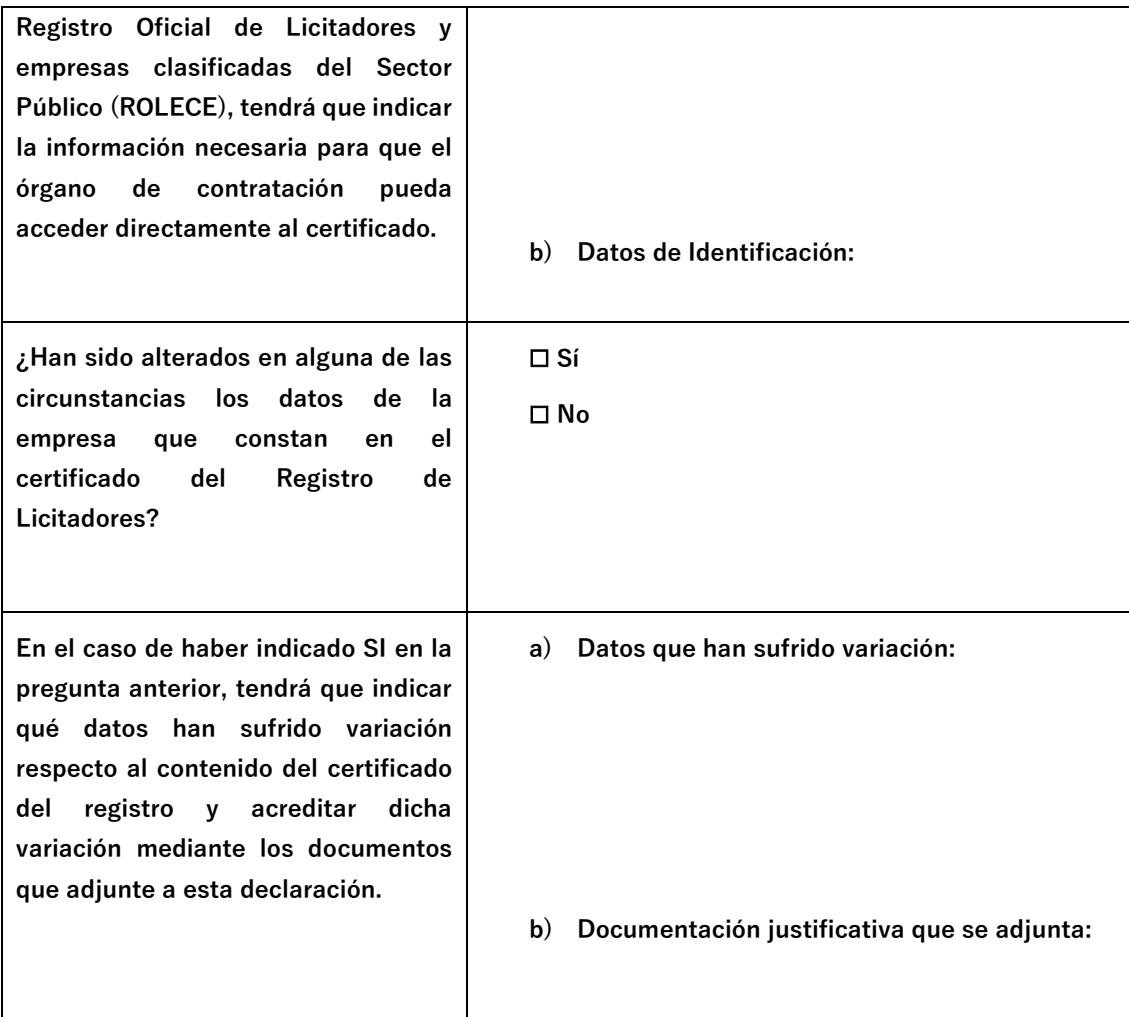 Registro Oficial de Licitadores y
empresas clasificadas del Sector
Público (ROLECE), tendrá que indicar
la información necesaria para que el
órgano de contratación pueda
acceder directamente al certificado.
b) Datos de Identificación:
¿Han sido alterados en alguna de las
circunstancias los datos de la
empresa que constan en el
certificado del Registro de
Licitadores?
☐ Sí
☐ No
En el caso de haber indicado SI en la
pregunta anterior, tendrá que indicar
qué datos han sufrido variación
respecto al contenido del certificado
del registro y acreditar dicha
variación mediante los documentos
que adjunte a esta declaración.
a) Datos que han sufrido variación:
b) Documentación justificativa que se adjunta: